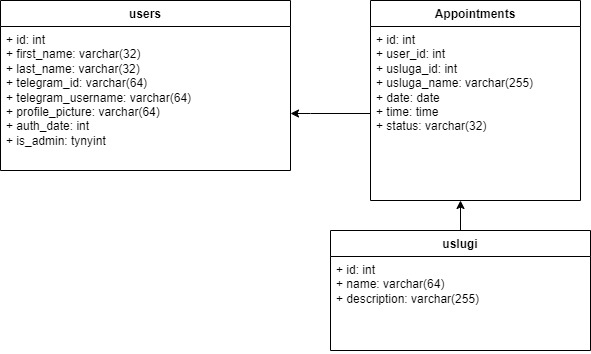 users
+ id: int
+ first_name: varchar(32)
+ last_name: varchar(32)
+ telegram_id: varchar(64)
+ telegram_username: varchar(64)
+ profile_picture: varchar(64)
+ auth_date: int
+ is_admin: tynyint
Appointments
+ id: int
+ user_id: int
+ usluga_id: int
+ usluga_name: varchar(255)
+ date: date
+ time: time
+ status: varchar(32)
uslugi
+ id: int
+ name: varchar(64)
+ description: varchar(255)